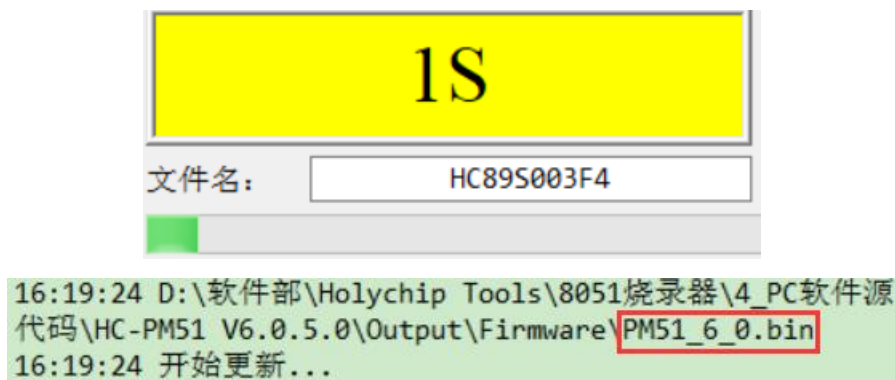 1S
文件名：
HC89S003F4
16:19:24 D:\软件部\Holychip Tools\8051烧录器\4_PC软件源
代码\HC-PM51 V6.0.5.0\Output\Firmware\PM51_6_0.bin
16:19:24 开始更新...